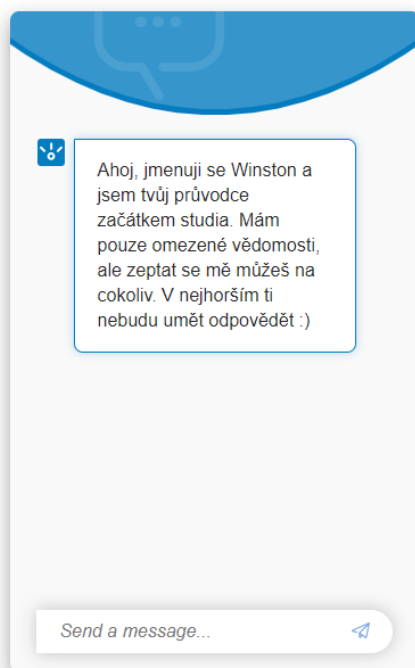 Ahoj, jmenuji se Winston a
jsem tvůj průvodce
začátkem studia. Mám
pouze omezené vědomosti,
ale zeptat se mě můžeš na
cokoliv. V nejhorším ti
nebudu umět odpovědět :)
Send a message...